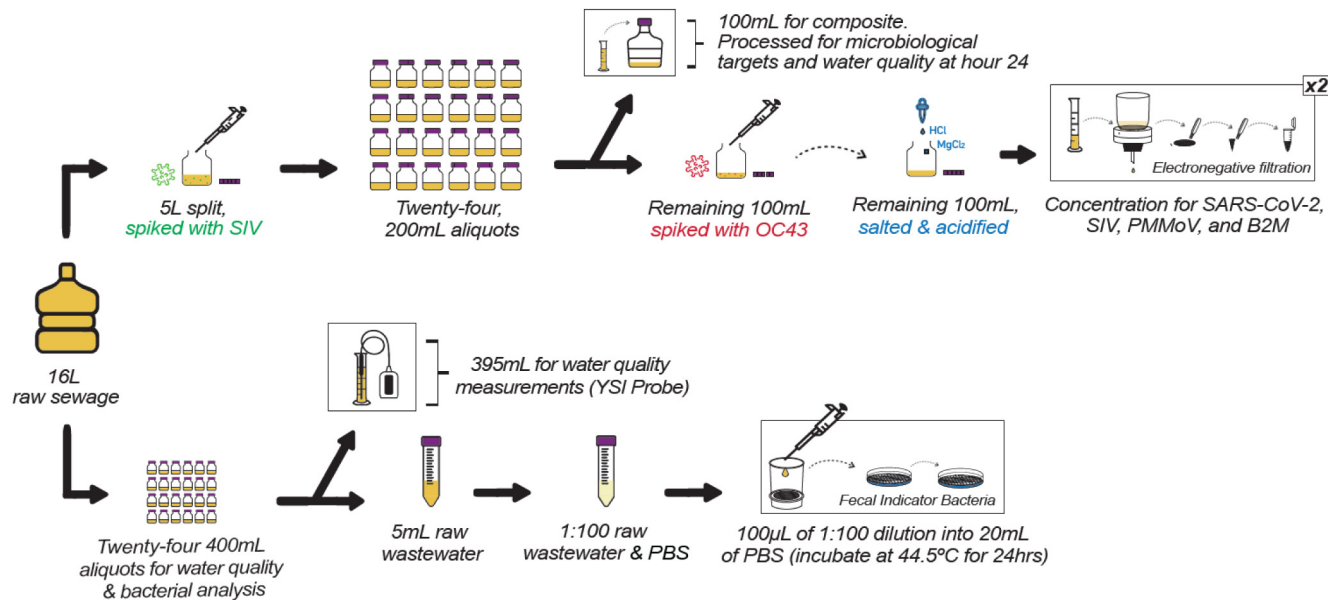 100mL for composite.
Processed for microbiological
targets and water quality at hour 24
x2
HCl
MgCl₂
Electronegative filtration
5L split,
spiked with SIV
Twenty-four,
200mL aliquots
Remaining 100mL
spiked with OC43
Remaining 100mL,
salted & acidified
Concentration for SARS-CoV-2,
SIV, PMMoV, and B2M
16L
raw sewage
395mL for water quality
measurements (YSI Probe)
Fecal Indicator Bacteria
Twenty-four 400mL
aliquots for water quality
& bacterial analysis
5mL raw
wastewater
1:100 raw
wastewater & PBS
100µL of 1:100 dilution into 20mL
of PBS (incubate at 44.5ºC for 24hrs)